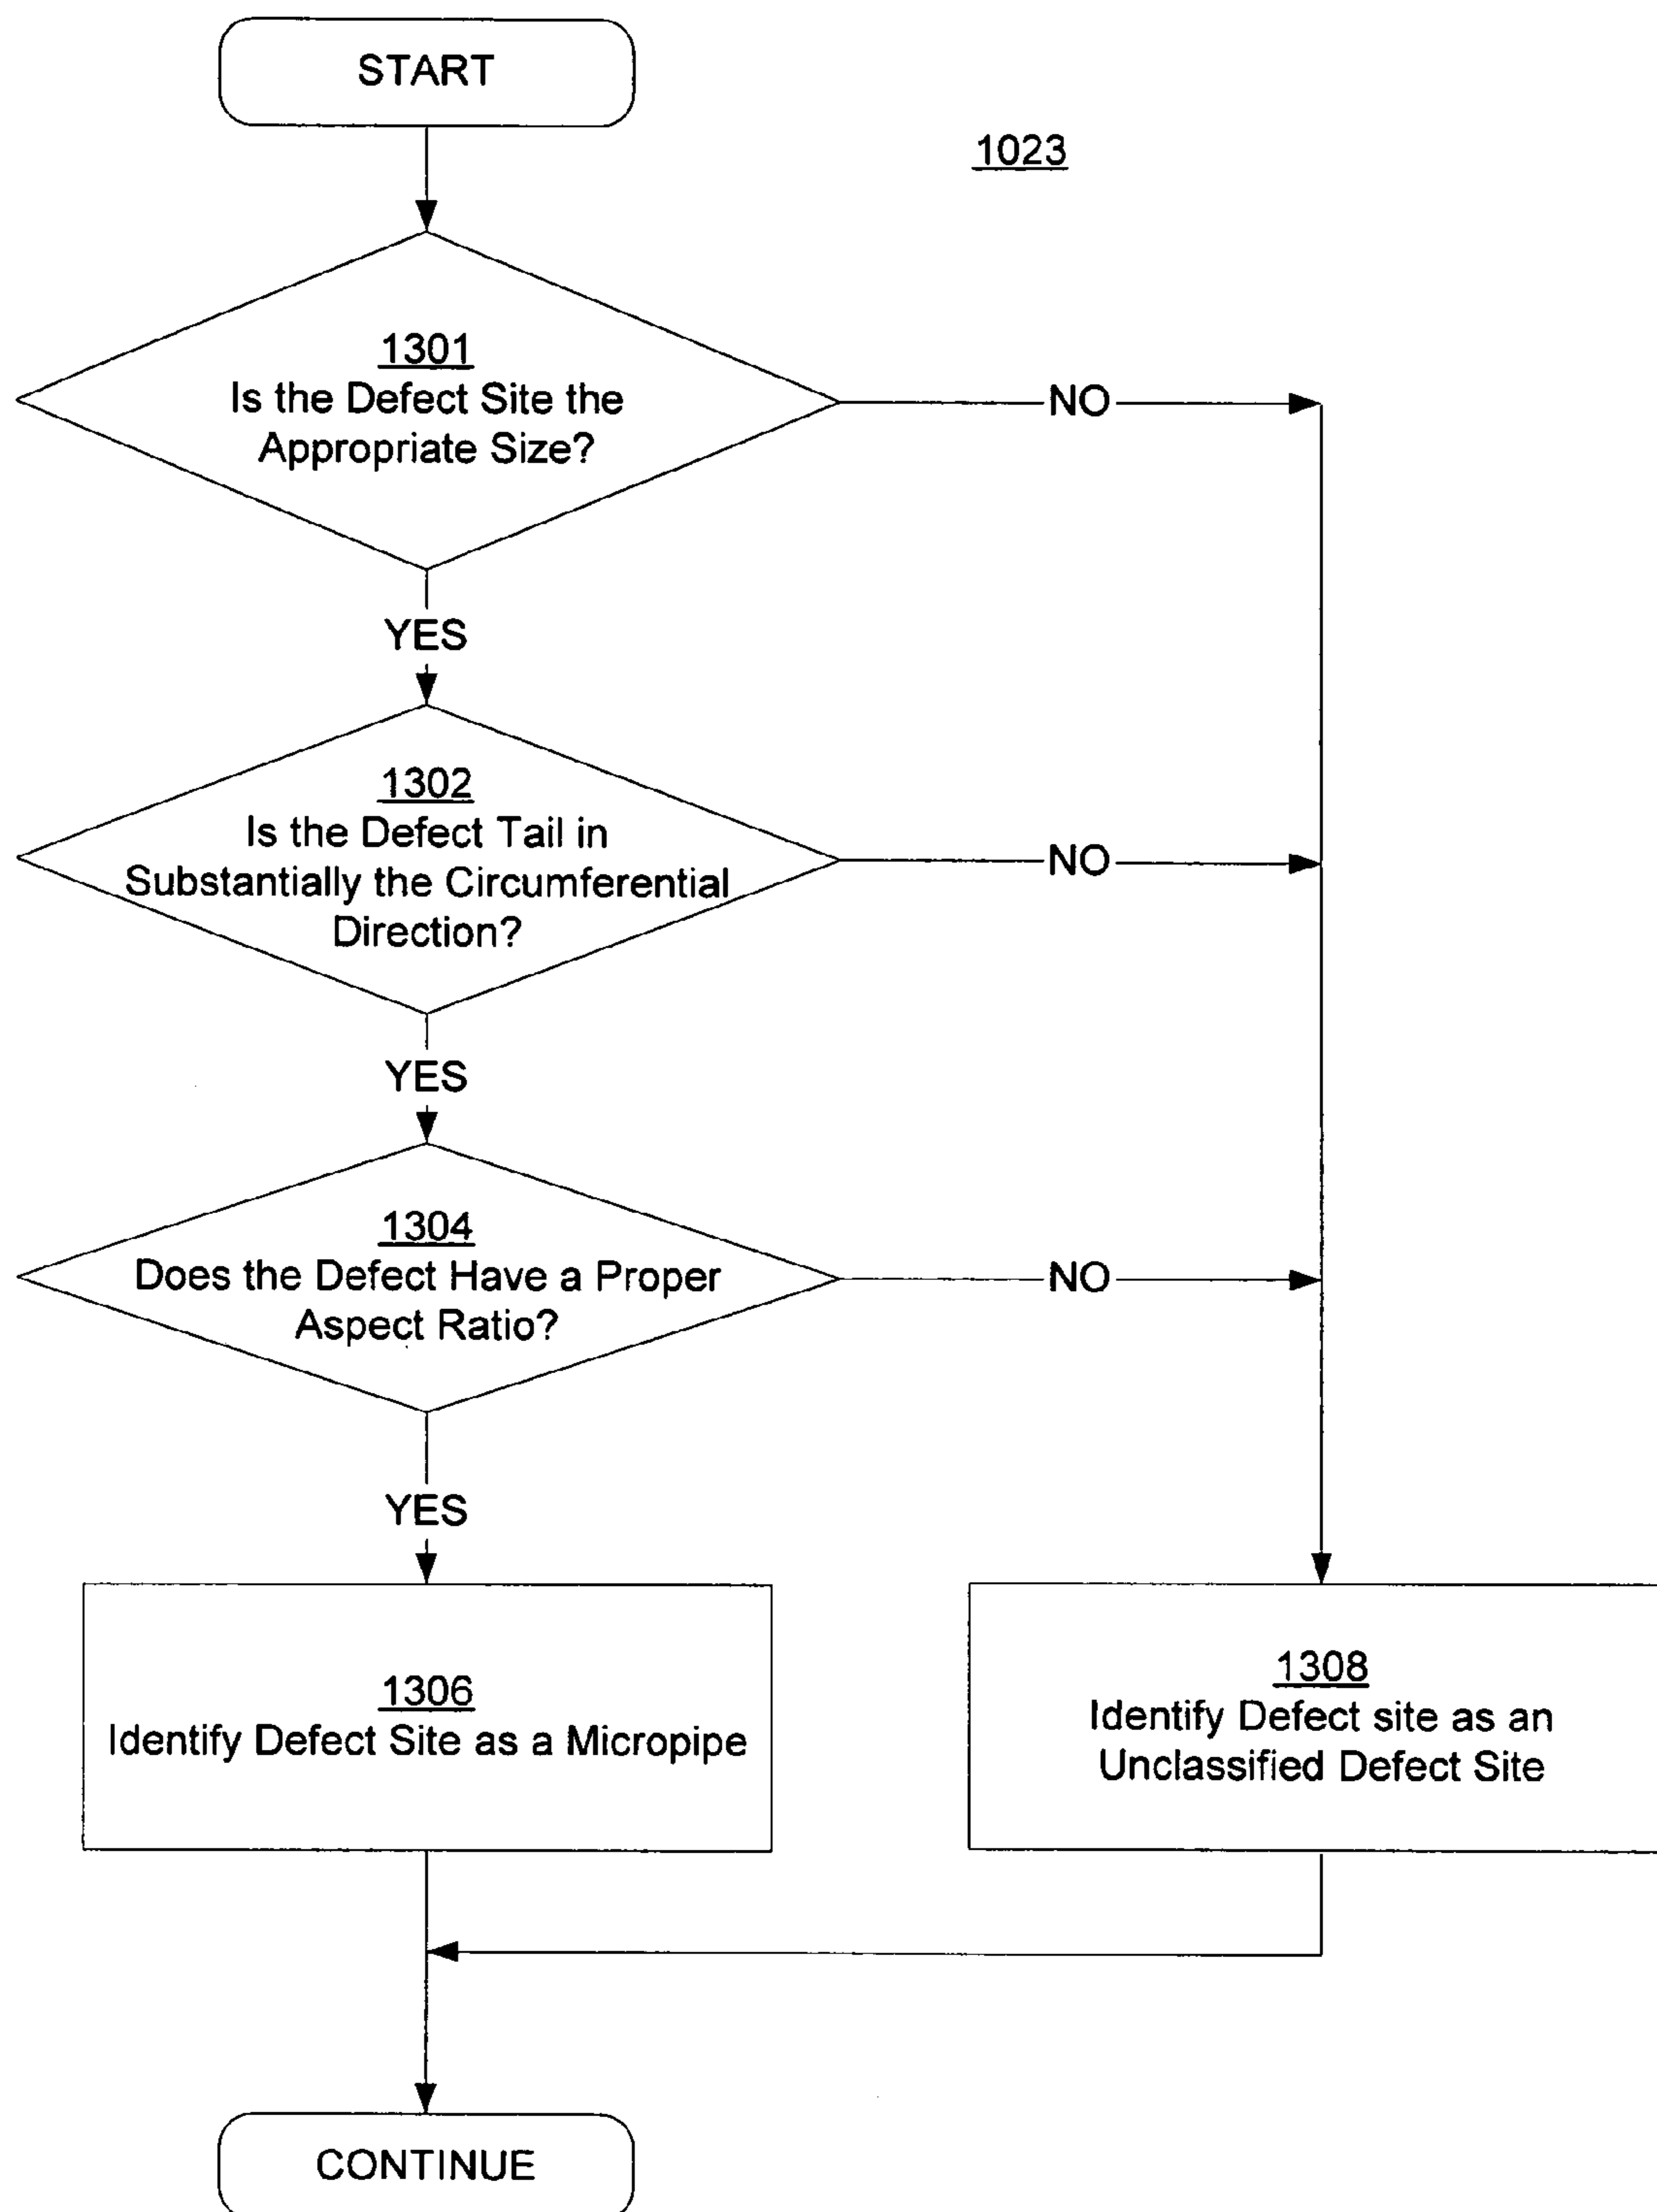 START
1023
1301
Is the Defect Site the
Appropriate Size?
NO
YES
1302
Is the Defect Tail in
Substantially the Circumferential
Direction?
NO
YES
1304
Does the Defect Have a Proper
Aspect Ratio?
NO
YES
1306
Identify Defect Site as a Micropipe
1308
Identify Defect site as an
Unclassified Defect Site
CONTINUE